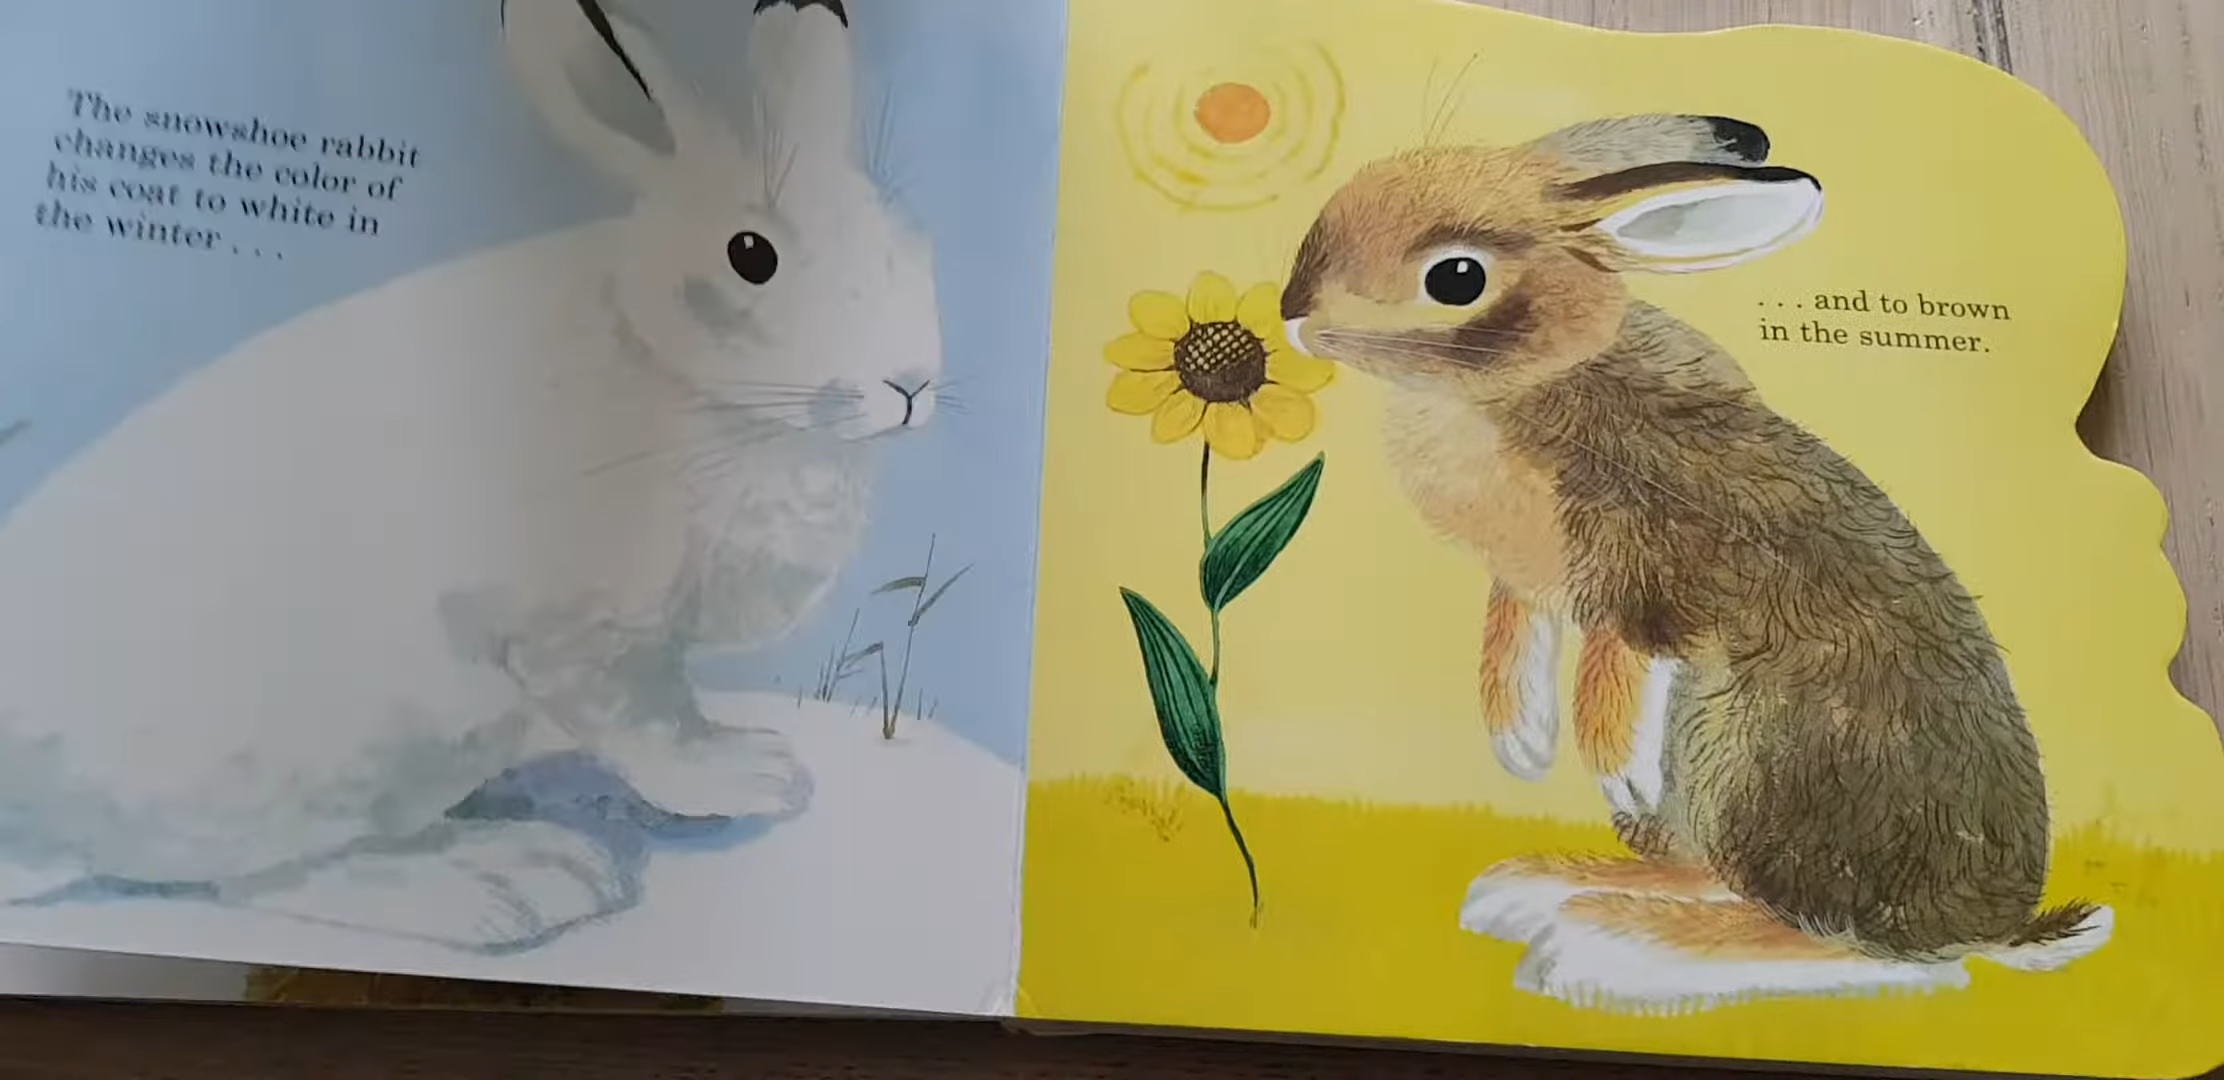 The snowshoe rabbit
changes the color of
his coat to white in
the winter . . .
. . . and to brown
in the summer.